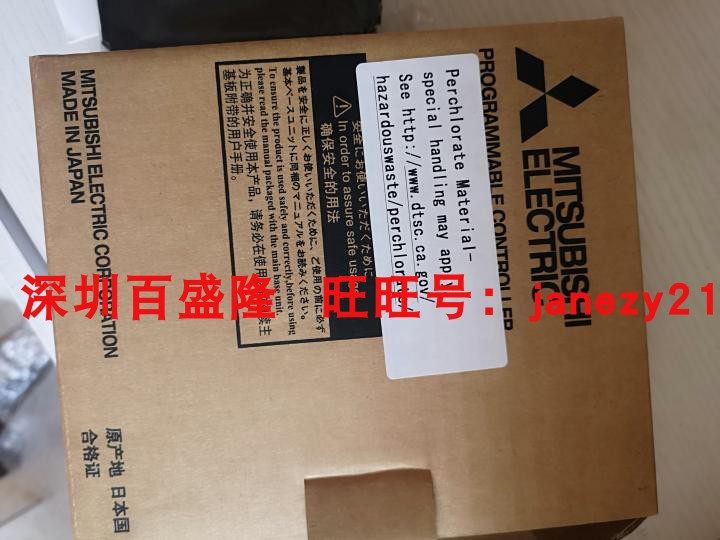 MITSUBISHI
ELECTRIC
PROGRAMMABLE CONTROLLER
Perchlorate Material-
special handling may apply
See http://www.dtsc.ca.gov/
hazardouswaste/perchlorate/
安全にお使いいただくために
In order to assure safe use
确保安全的用法
製品を安全に正しくお使いいただくために、ご使用の前に必ず
基本ベースユニットに同梱のマニュアルをお読みください。
To ensure the product is used safely and correctly, before using
please read the manual packaged with the main base unit.
为正确并安全使用本产品，请务必在使用 读主
基板附带的用户手册。
MITSUBISHI ELECTRIC CORPORATION
MADE IN JAPAN
原产地 日本国
合格证
深圳百盛隆 旺旺号：janezy21